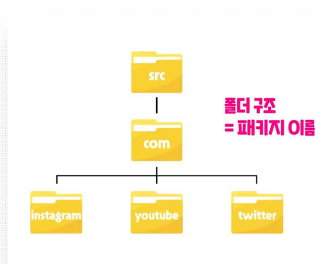 src
폴더 구조
= 패키지 이름
com
instagram
youtube
twitter